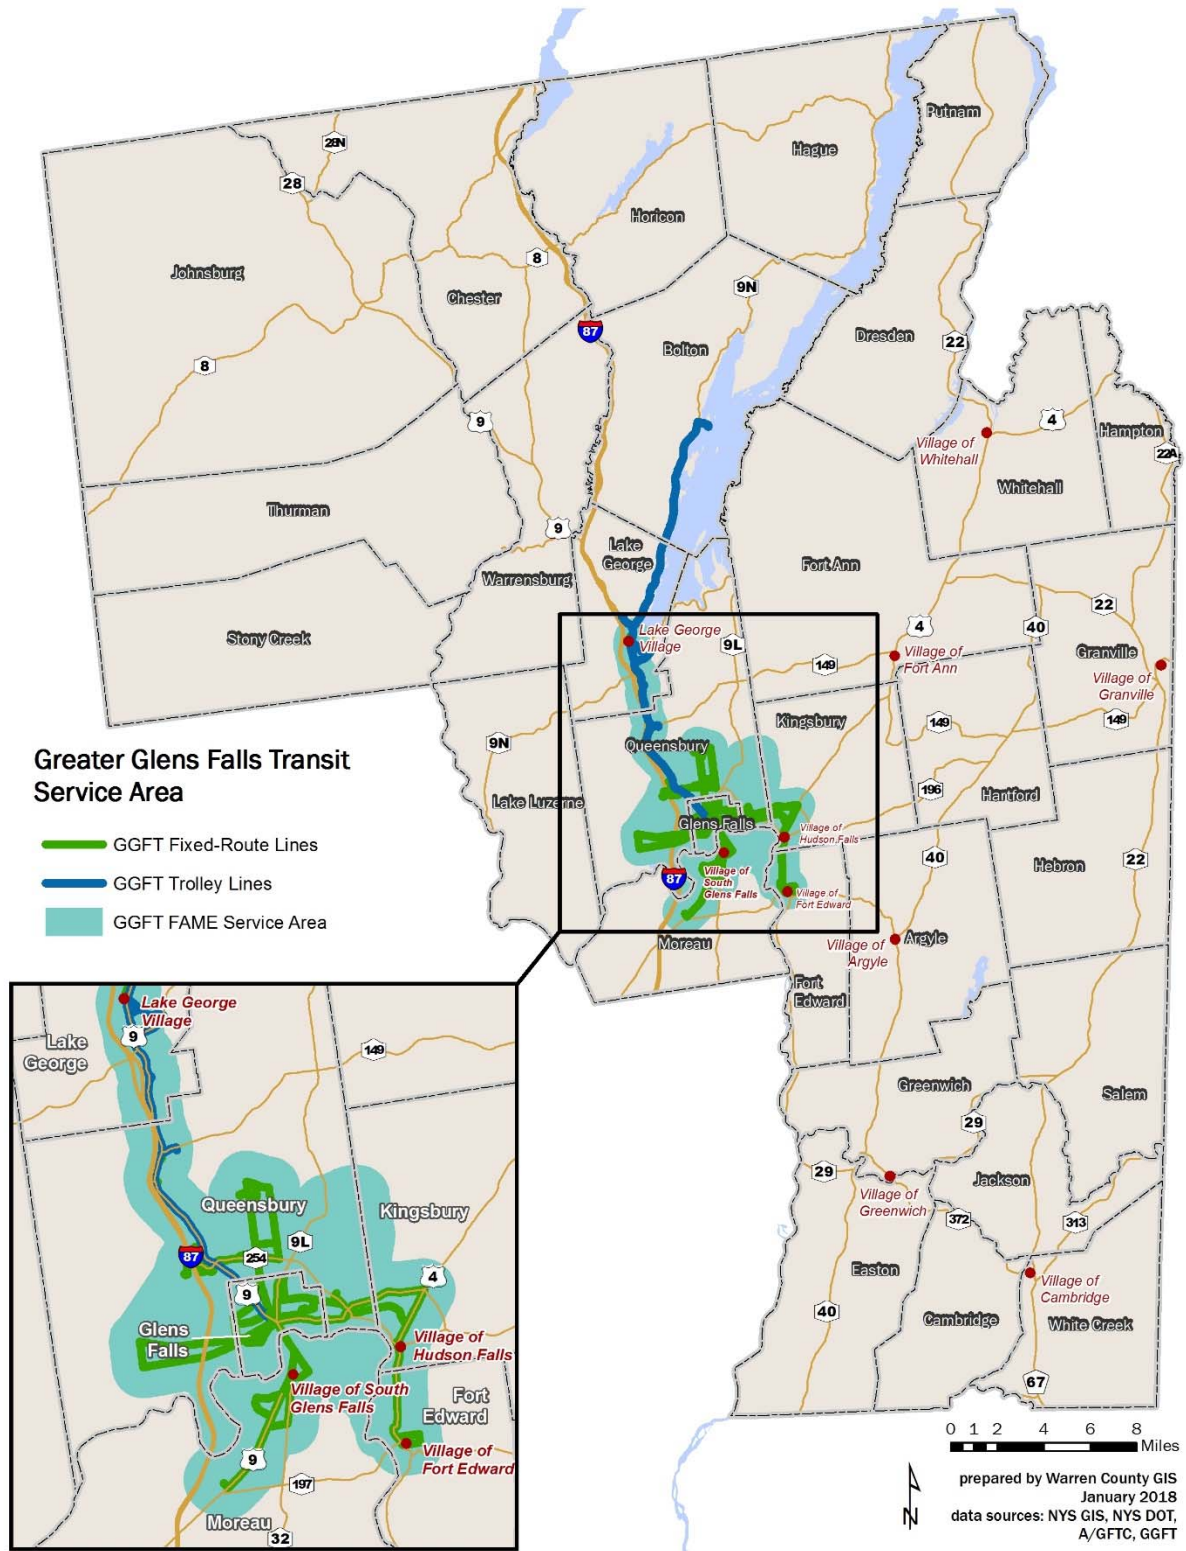 Putnam
Hague
28N
28
Horicon
Johnsburg
8
Chester
9N
87
Bolton
Dresden
22
8
9
4
Village of
Whitehall
Hampton
22A
Whitehall
Thurman
9
Lake
George
Fort Ann
Warrensburg
22
Stony Creek
Lake George
Village
9L
4
40
149
Village of
Fort Ann
Granville
Village of
Granville
Kingsbury
149
149
9N
Queensbury
Greater Glens Falls Transit
Service Area
196
Hartford
Lake Luzerne
Glens Falls
Village of
Hudson Falls
GGFT Fixed-Route Lines
40
22
Hebron
GGFT Trolley Lines
87
Village of
South
Glens Falls
Village of
Fort Edward
GGFT FAME Service Area
Moreau
Village of
Argyle
Argyle
Fort
Edward
Lake George
Village
9
Lake
George
149
Greenwich
Salem
29
29
Village of
Greenwich
Jackson
372
313
Queensbury
Kingsbury
9L
87
254
4
9
Easton
Village of
Cambridge
40
Cambridge
White Creek
Glens
Falls
Village of
Hudson Falls
Village of South
Glens Falls
Fort
Edward
67
9
Village of
Fort Edward
197
Moreau
32
0 1 2 4 6 8
Miles
N
prepared by Warren County GIS
January 2018
data sources: NYS GIS, NYS DOT,
A/GFTC, GGFT